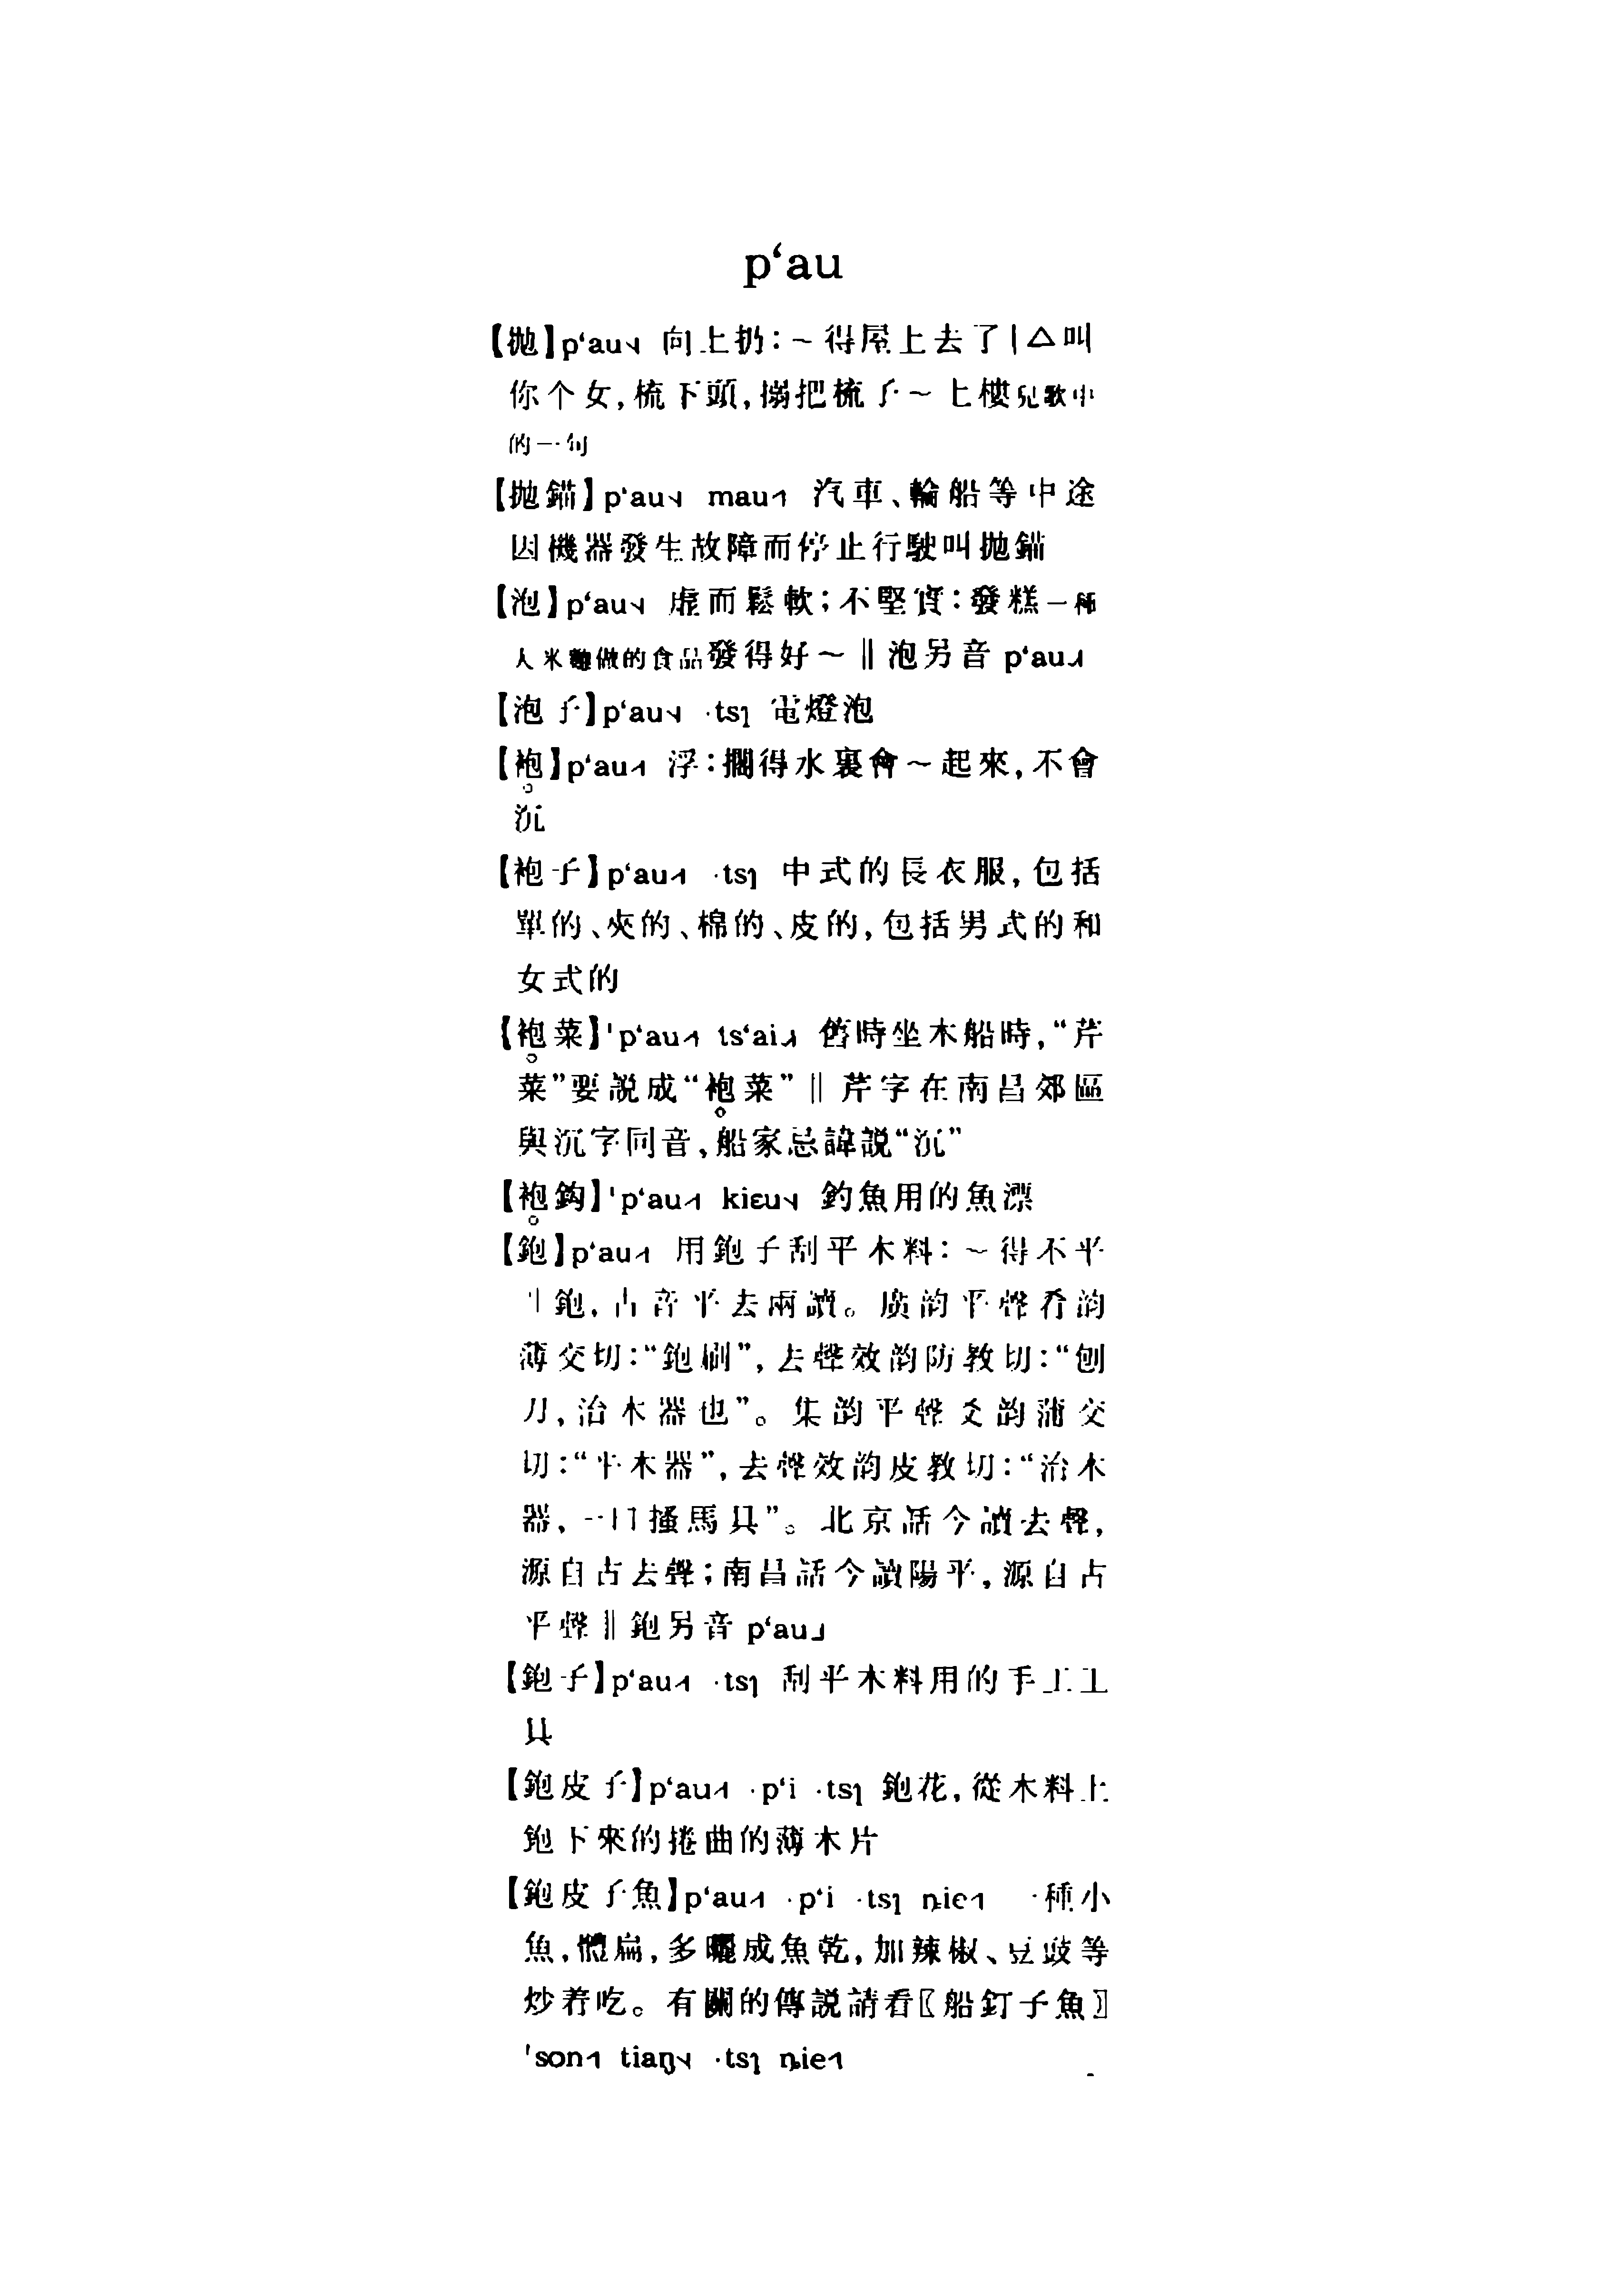 p‘au
【拋】p‘au˧˨ 向上扔：～得屋上去了｜△叫
你个女，梳下頭，搦把梳子～上樓兒歌中
的一句
【拋錨】p‘au˧˨ mau˧˥ 汽車、輪船等中途
因機器發生故障而停止行駛叫拋錨
【泡】p‘au˧˨ 虛而鬆軟；不堅實：發糕一種
人米麵做的食品發得好～‖泡另音 p‘au
【泡子】p‘au˧˨ ·tsɿ 電燈泡
【袍】p‘au 浮：擱得水裏會～起來，不會
沉
【袍子】p‘au ·tsɿ 中式的長衣服，包括
單的、夾的、棉的、皮的，包括男式的和
女式的
【袍菜】'p‘au ts‘ai 舊時坐木船時，“芹
菜”要説成“袍菜”‖芹字在南昌郊區
與沉字同音，船家忌諱説“沉”
【袍鈎】'p‘au kiɛu 釣魚用的魚漂
【鉋】p‘au 用鉋子刮平木料：～得不平
‖鉋，古音平去兩讀。廣韵平聲肴韵
薄交切：“鉋刷”，去聲效韵防教切：“刨
刀，治木器也”。集韵平聲爻韵蒲交
切：“平木器”，去聲效韵皮教切：“治木
器，一曰搔馬具”。北京話今讀去聲，
源自古去聲；南昌話今讀陽平，源自古
平聲‖鉋另音 p‘au˩
【鉋子】p‘au ·tsɿ 刮平木料用的手工工
具
【鉋皮子】p‘au ·p‘i ·tsɿ 鉋花，從木料上
鉋下來的捲曲的薄木片
【鉋皮子魚】p‘au ·p‘i ·tsɿ ȵie 一種小
魚，體扁，多曬成魚乾，加辣椒、豆豉等
炒着吃。有關的傳説請看〖船釘子魚〗
'sɔn tiaŋ ·tsɿ ȵie